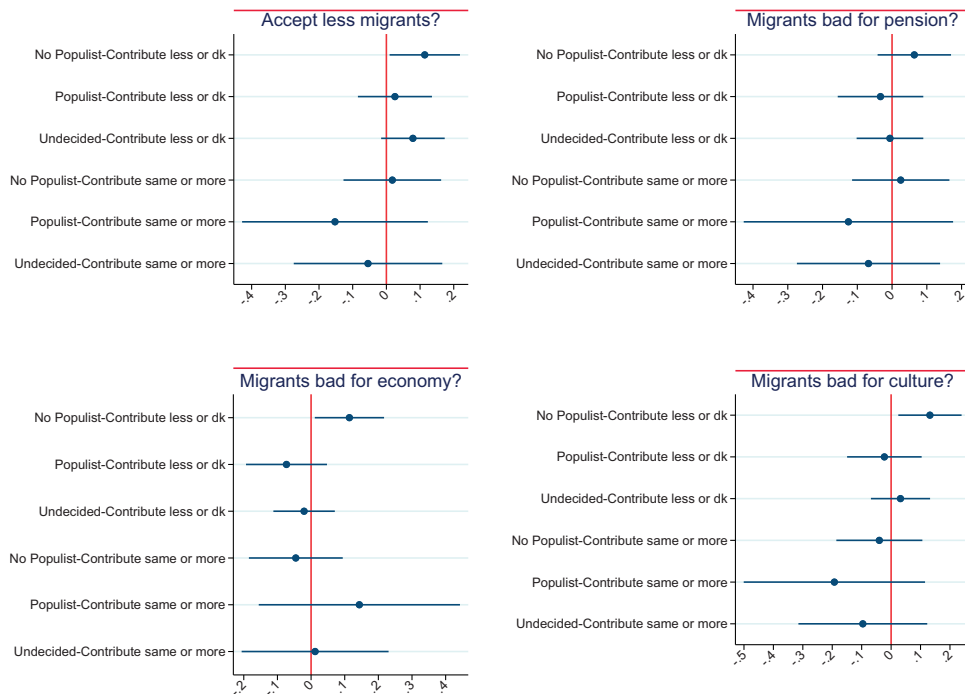 Accept less migrants?
No Populist-Contribute less or dk
Populist-Contribute less or dk
Undecided-Contribute less or dk
No Populist-Contribute same or more
Populist-Contribute same or more
Undecided-Contribute same or more
-.4 -.3 -.2 -.1 0 .1 .2
Migrants bad for pension?
No Populist-Contribute less or dk
Populist-Contribute less or dk
Undecided-Contribute less or dk
No Populist-Contribute same or more
Populist-Contribute same or more
Undecided-Contribute same or more
-.4 -.3 -.2 -.1 0 .1 .2
Migrants bad for economy?
No Populist-Contribute less or dk
Populist-Contribute less or dk
Undecided-Contribute less or dk
No Populist-Contribute same or more
Populist-Contribute same or more
Undecided-Contribute same or more
-.2 -.1 0 .1 .2 .3 .4
Migrants bad for culture?
No Populist-Contribute less or dk
Populist-Contribute less or dk
Undecided-Contribute less or dk
No Populist-Contribute same or more
Populist-Contribute same or more
Undecided-Contribute same or more
-.5 -.4 -.3 -.2 -.1 0 .1 .2